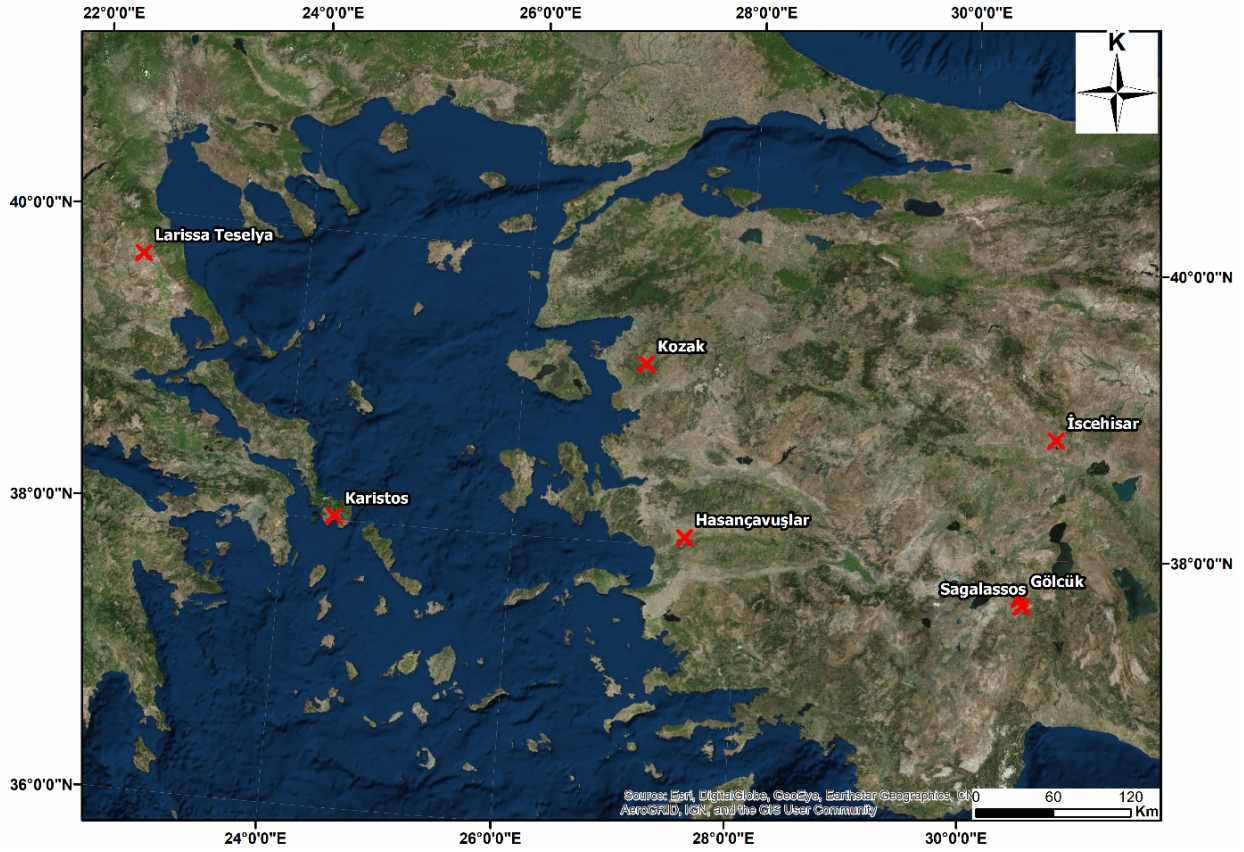 22°0'0"E 24°0'0"E 26°0'0"E 28°0'0"E 30°0'0"E
K
40°0'0"N
Larissa Teselya
40°0'0"N
Kozak
İscehisar
38°0'0"N
Karistos
Hasançavuşlar
38°0'0"N
Gölcük
Sagalassos
36°0'0"N
Source: Esri, DigitalGlobe, GeoEye, Earthstar Geographics,
AeroGRID, IGN, and the GIS User Community
0 60 120
Km
24°0'0"E 26°0'0"E 28°0'0"E 30°0'0"E